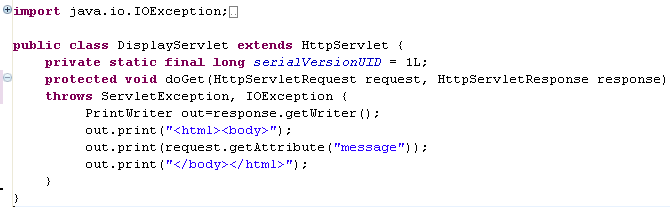 import java.io.IOException;
public class DisplayServlet extends HttpServlet {
private static final long serialVersionUID = 1L;
protected void doGet(HttpServletRequest request, HttpServletResponse response)
throws ServletException, IOException {
PrintWriter out=response.getWriter();
out.print("<html><body>");
out.print(request.getAttribute("message"));
out.print("</body></html>");
}
}